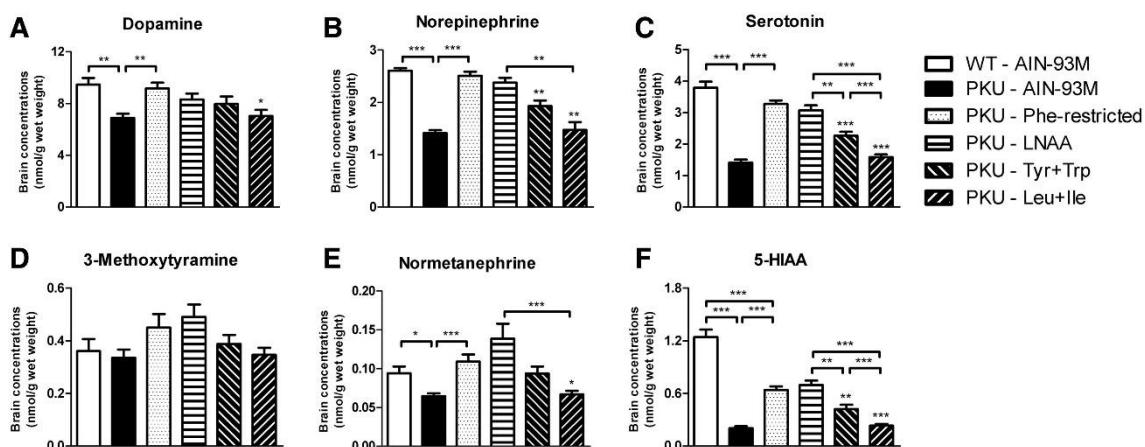 A
Dopamine
Brain concentrations
(nmol/g wet weight)
12
9
6
3
0
**
**
*
B
Norepinephrine
Brain concentrations
(nmol/g wet weight)
3
2
1
0
***
***
**
**
**
C
Serotonin
Brain concentrations
(nmol/g wet weight)
5
4
3
2
1
0
***
***
***
**
***
***
***
WT - AIN-93M
PKU - AIN-93M
PKU - Phe-restricted
PKU - LNAA
PKU - Tyr+Trp
PKU - Leu+Ile
D
3-Methoxytyramine
Brain concentrations
(nmol/g wet weight)
0.6
0.4
0.2
0.0
E
Normetanephrine
Brain concentrations
(nmol/g wet weight)
0.20
0.15
0.10
0.05
0.00
*
***
***
*
F
5-HIAA
Brain concentrations
(nmol/g wet weight)
1.8
1.2
0.6
0.0
***
***
***
***
**
***
**
***